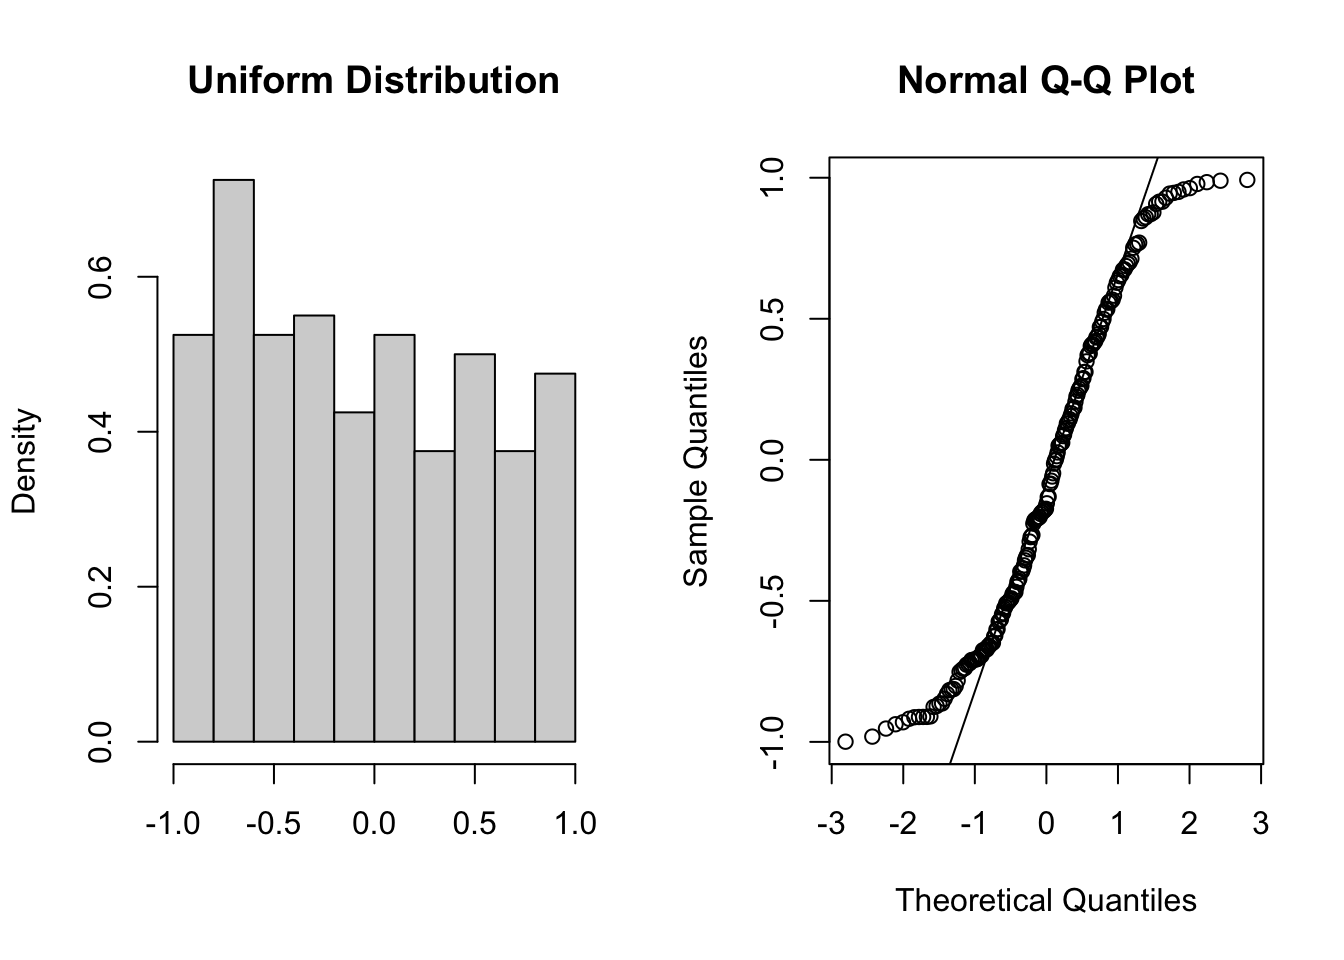 Uniform Distribution
Density
0.0
0.2
0.4
0.6
-1.0 -0.5 0.0 0.5 1.0
Normal Q-Q Plot
Sample Quantiles
-1.0
-0.5
0.0
0.5
1.0
-3 -2 -1 0 1 2 3
Theoretical Quantiles